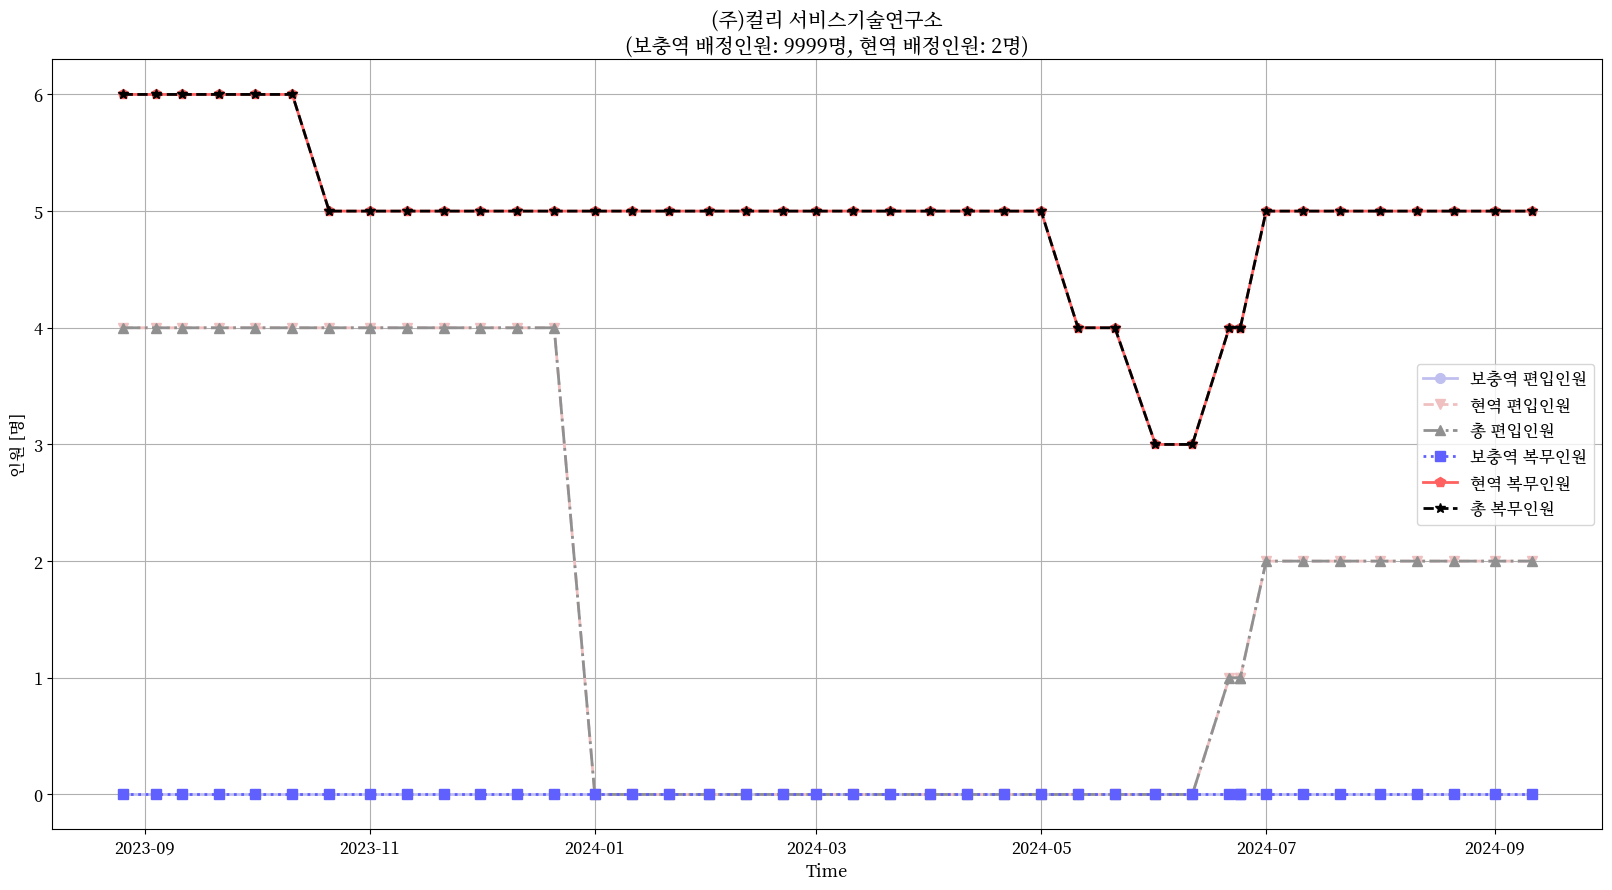 (주)컬리 서비스기술연구소
(보충역 배정인원: 9999명, 현역 배정인원: 2명)
인원 [명]
6
5
4
3
2
1
0
보충역 편입인원
현역 편입인원
총 편입인원
보충역 복무인원
현역 복무인원
총 복무인원
2023-09
2023-11
2024-01
2024-03
2024-05
2024-07
2024-09
Time